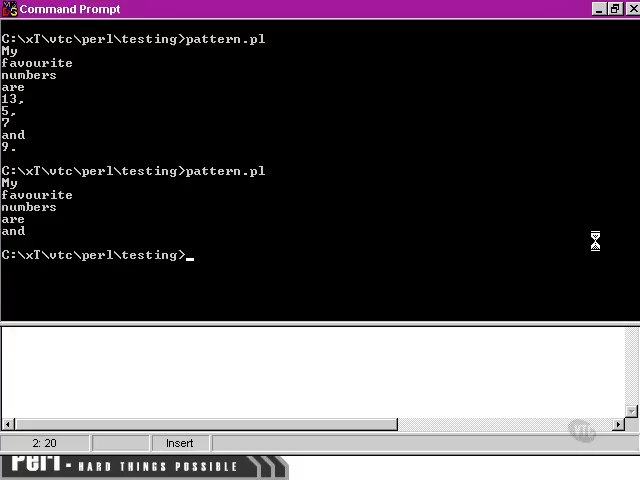 Command Prompt
C:\xT\vtc\perl\testing>pattern.pl
My
favourite
numbers
are
13,
5,
7
and
9.
C:\xT\vtc\perl\testing>pattern.pl
My
favourite
numbers
are
and
C:\xT\vtc\perl\testing>_
VTC
2: 20
Insert
Perl - HARD THINGS POSSIBLE